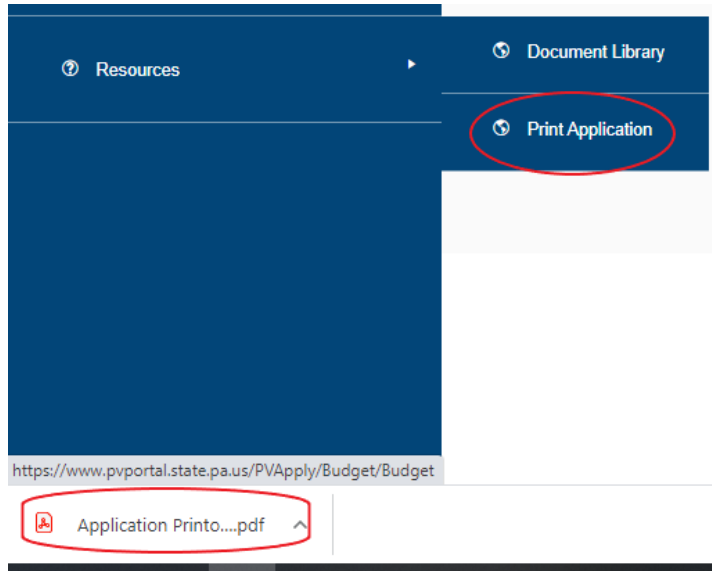 Resources
Document Library
Print Application
https://www.pvportal.state.pa.us/PVApply/Budget/Budget
Application Printo....pdf